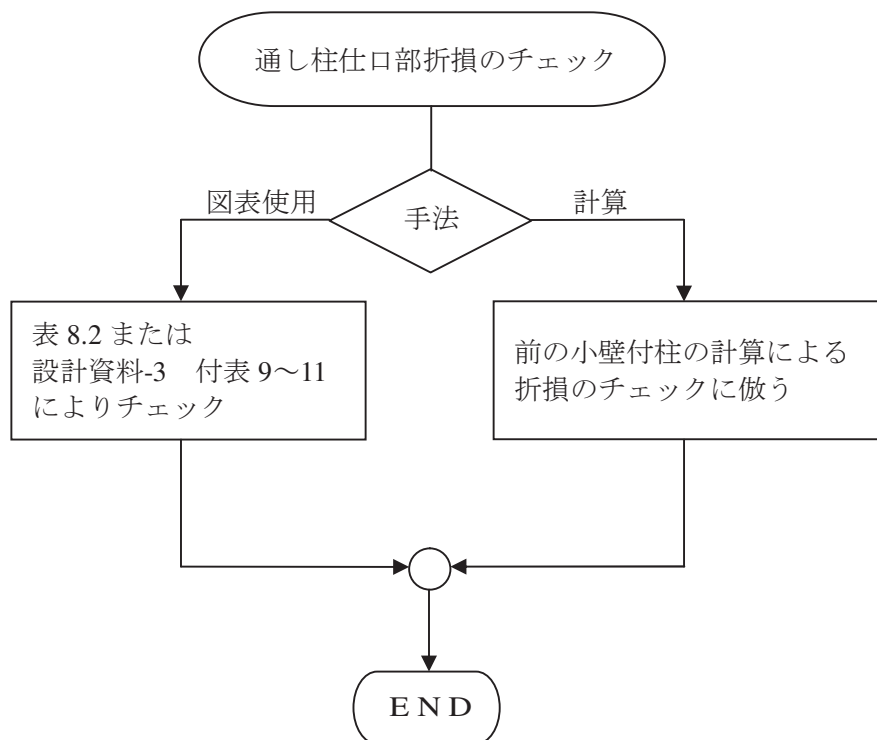 通し柱仕口部折損のチェック
手法
図表使用
計算
表 8.2 または
設計資料-3　付表 9～11
によりチェック
前の小壁付柱の計算による
折損のチェックに倣う
END